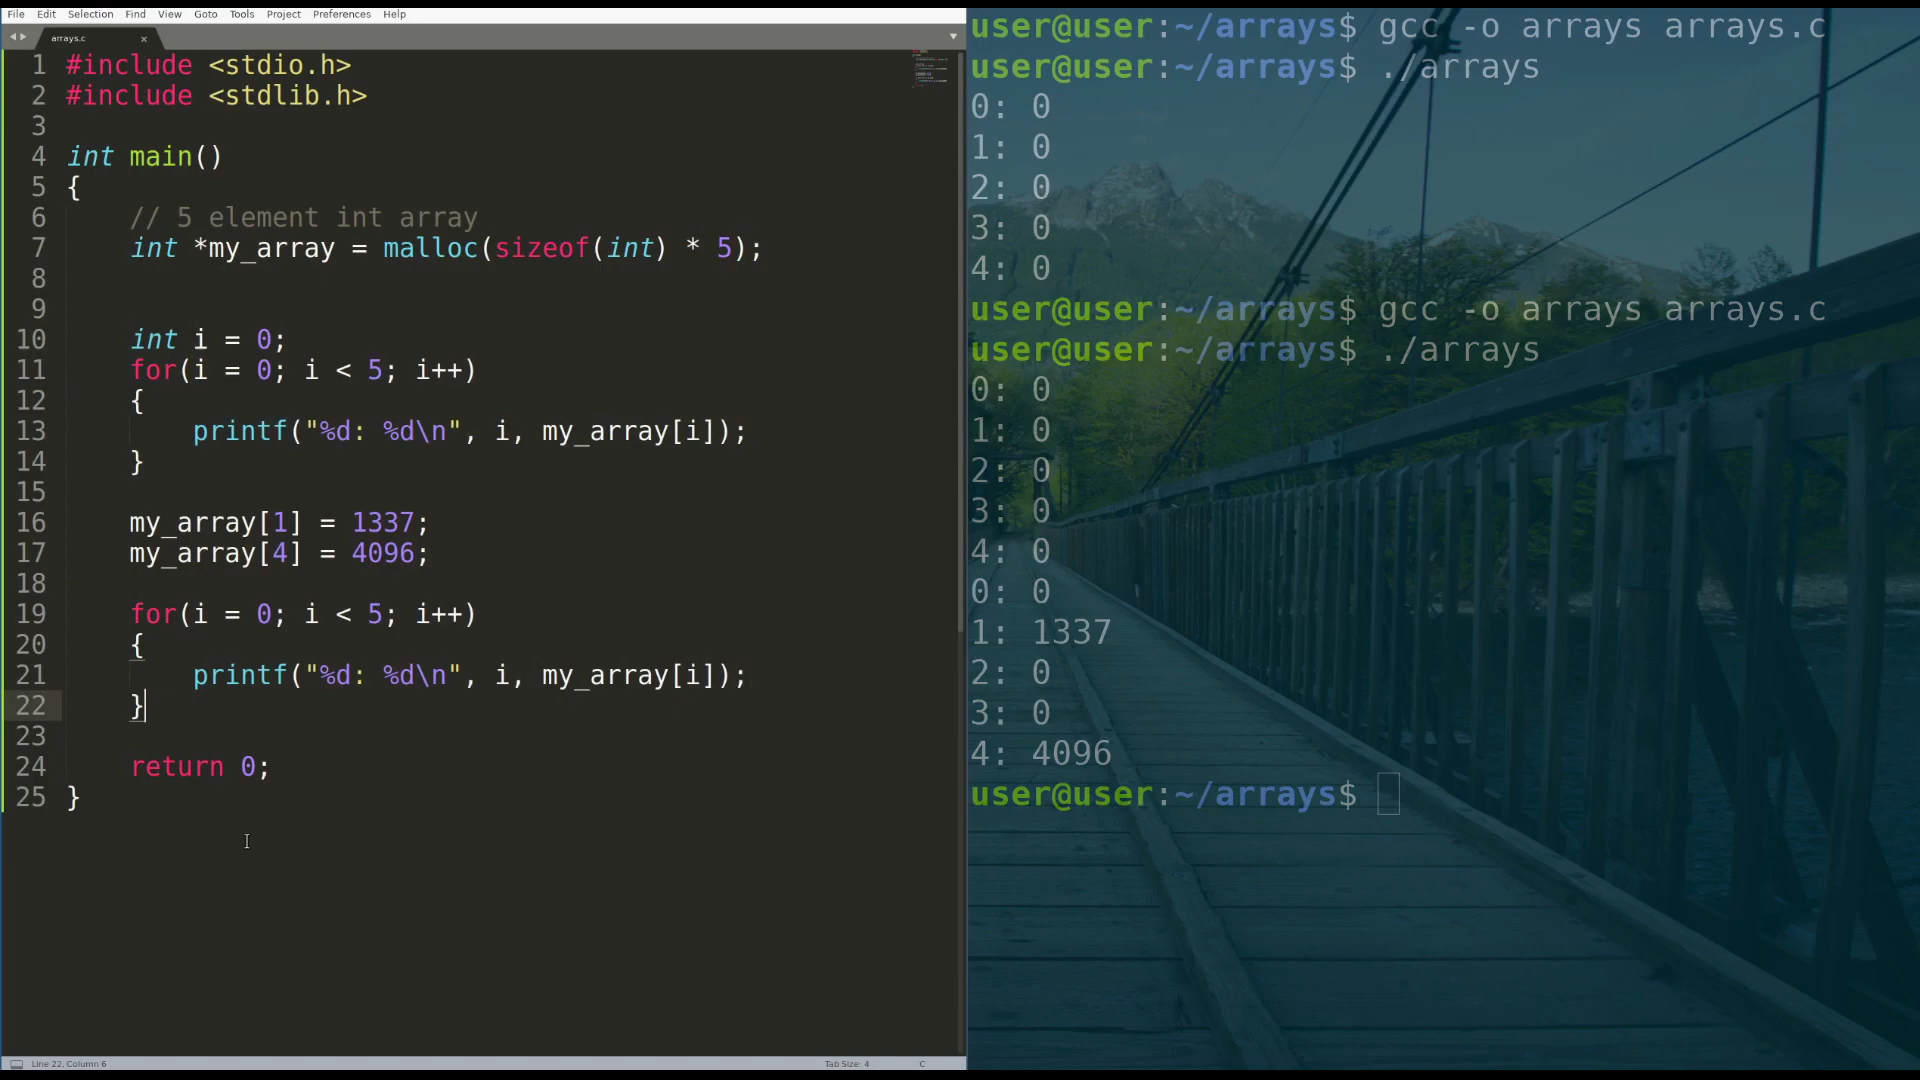 File Edit Selection Find View Goto Tools Project Preferences Help
arrays.c
1 #include <stdio.h>
2 #include <stdlib.h>
3
4 int main()
5 {
6 // 5 element int array
7 int *my_array = malloc(sizeof(int) * 5);
8
9
10 int i = 0;
11 for(i = 0; i < 5; i++)
12 {
13 printf("%d: %d\n", i, my_array[i]);
14 }
15
16 my_array[1] = 1337;
17 my_array[4] = 4096;
18
19 for(i = 0; i < 5; i++)
20 {
21 printf("%d: %d\n", i, my_array[i]);
22 }
23
24 return 0;
25 }
Line 22, Column 6
Tab Size: 4
C
user@user:~/arrays$ gcc -o arrays arrays.c
user@user:~/arrays$ ./arrays
0: 0
1: 0
2: 0
3: 0
4: 0
user@user:~/arrays$ gcc -o arrays arrays.c
user@user:~/arrays$ ./arrays
0: 0
1: 0
2: 0
3: 0
4: 0
0: 0
1: 1337
2: 0
3: 0
4: 4096
user@user:~/arrays$